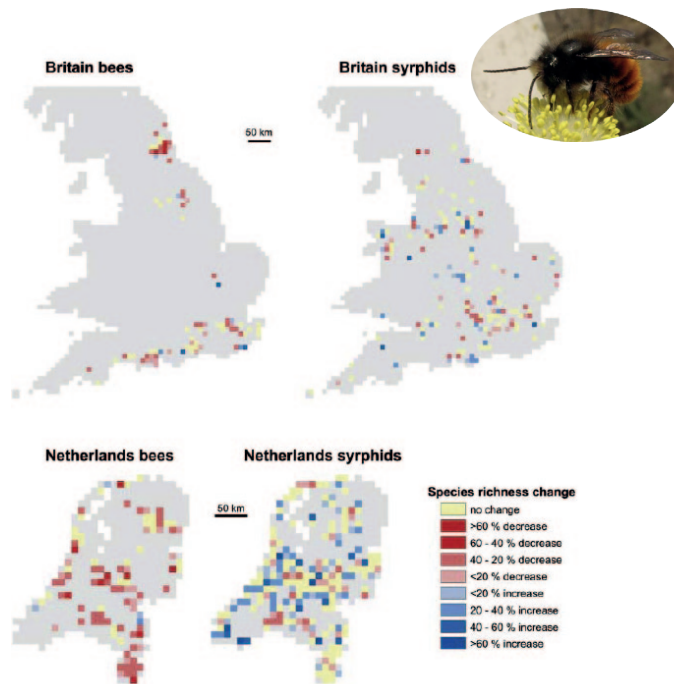 Britain bees
Britain syrphids
50 km
Netherlands bees
Netherlands syrphids
50 km
Species richness change
no change
>60 % decrease
60 - 40 % decrease
40 - 20 % decrease
<20 % decrease
<20 % increase
20 - 40 % increase
40 - 60 % increase
>60 % increase